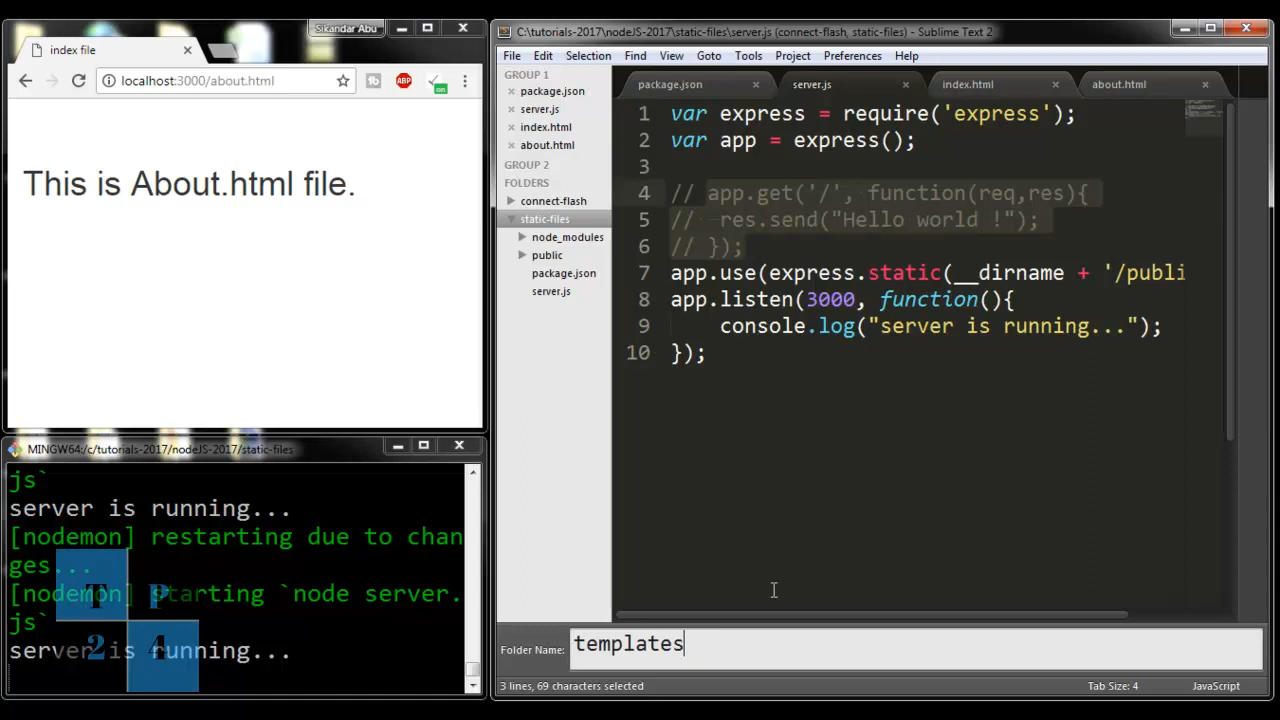 Sikandar Abu
index file
localhost:3000/about.html
ABP
on
This is About.html file.
MINGW64:/c/tutorials-2017/nodeJS-2017/static-files
js`
server is running...
[nodemon] restarting due to chan
ges...
[nodemon] starting `node server.
js`
server is running...
T P
2 4
C:\tutorials-2017\nodeJS-2017\static-files\server.js (connect-flash, static-files) - Sublime Text 2
File Edit Selection Find View Goto Tools Project Preferences Help
GROUP 1
package.json
server.js
index.html
about.html
GROUP 2
FOLDERS
connect-flash
static-files
node_modules
public
package.json
server.js
package.json server.js index.html about.html
1 var express = require('express');
2 var app = express();
3
4 // app.get('/', function(req,res){
5 // res.send("Hello world !");
6 // });
7 app.use(express.static(__dirname + '/publi
8 app.listen(3000, function(){
9 console.log("server is running...");
10 });
Folder Name: templates
3 lines, 69 characters selected Tab Size: 4 JavaScript